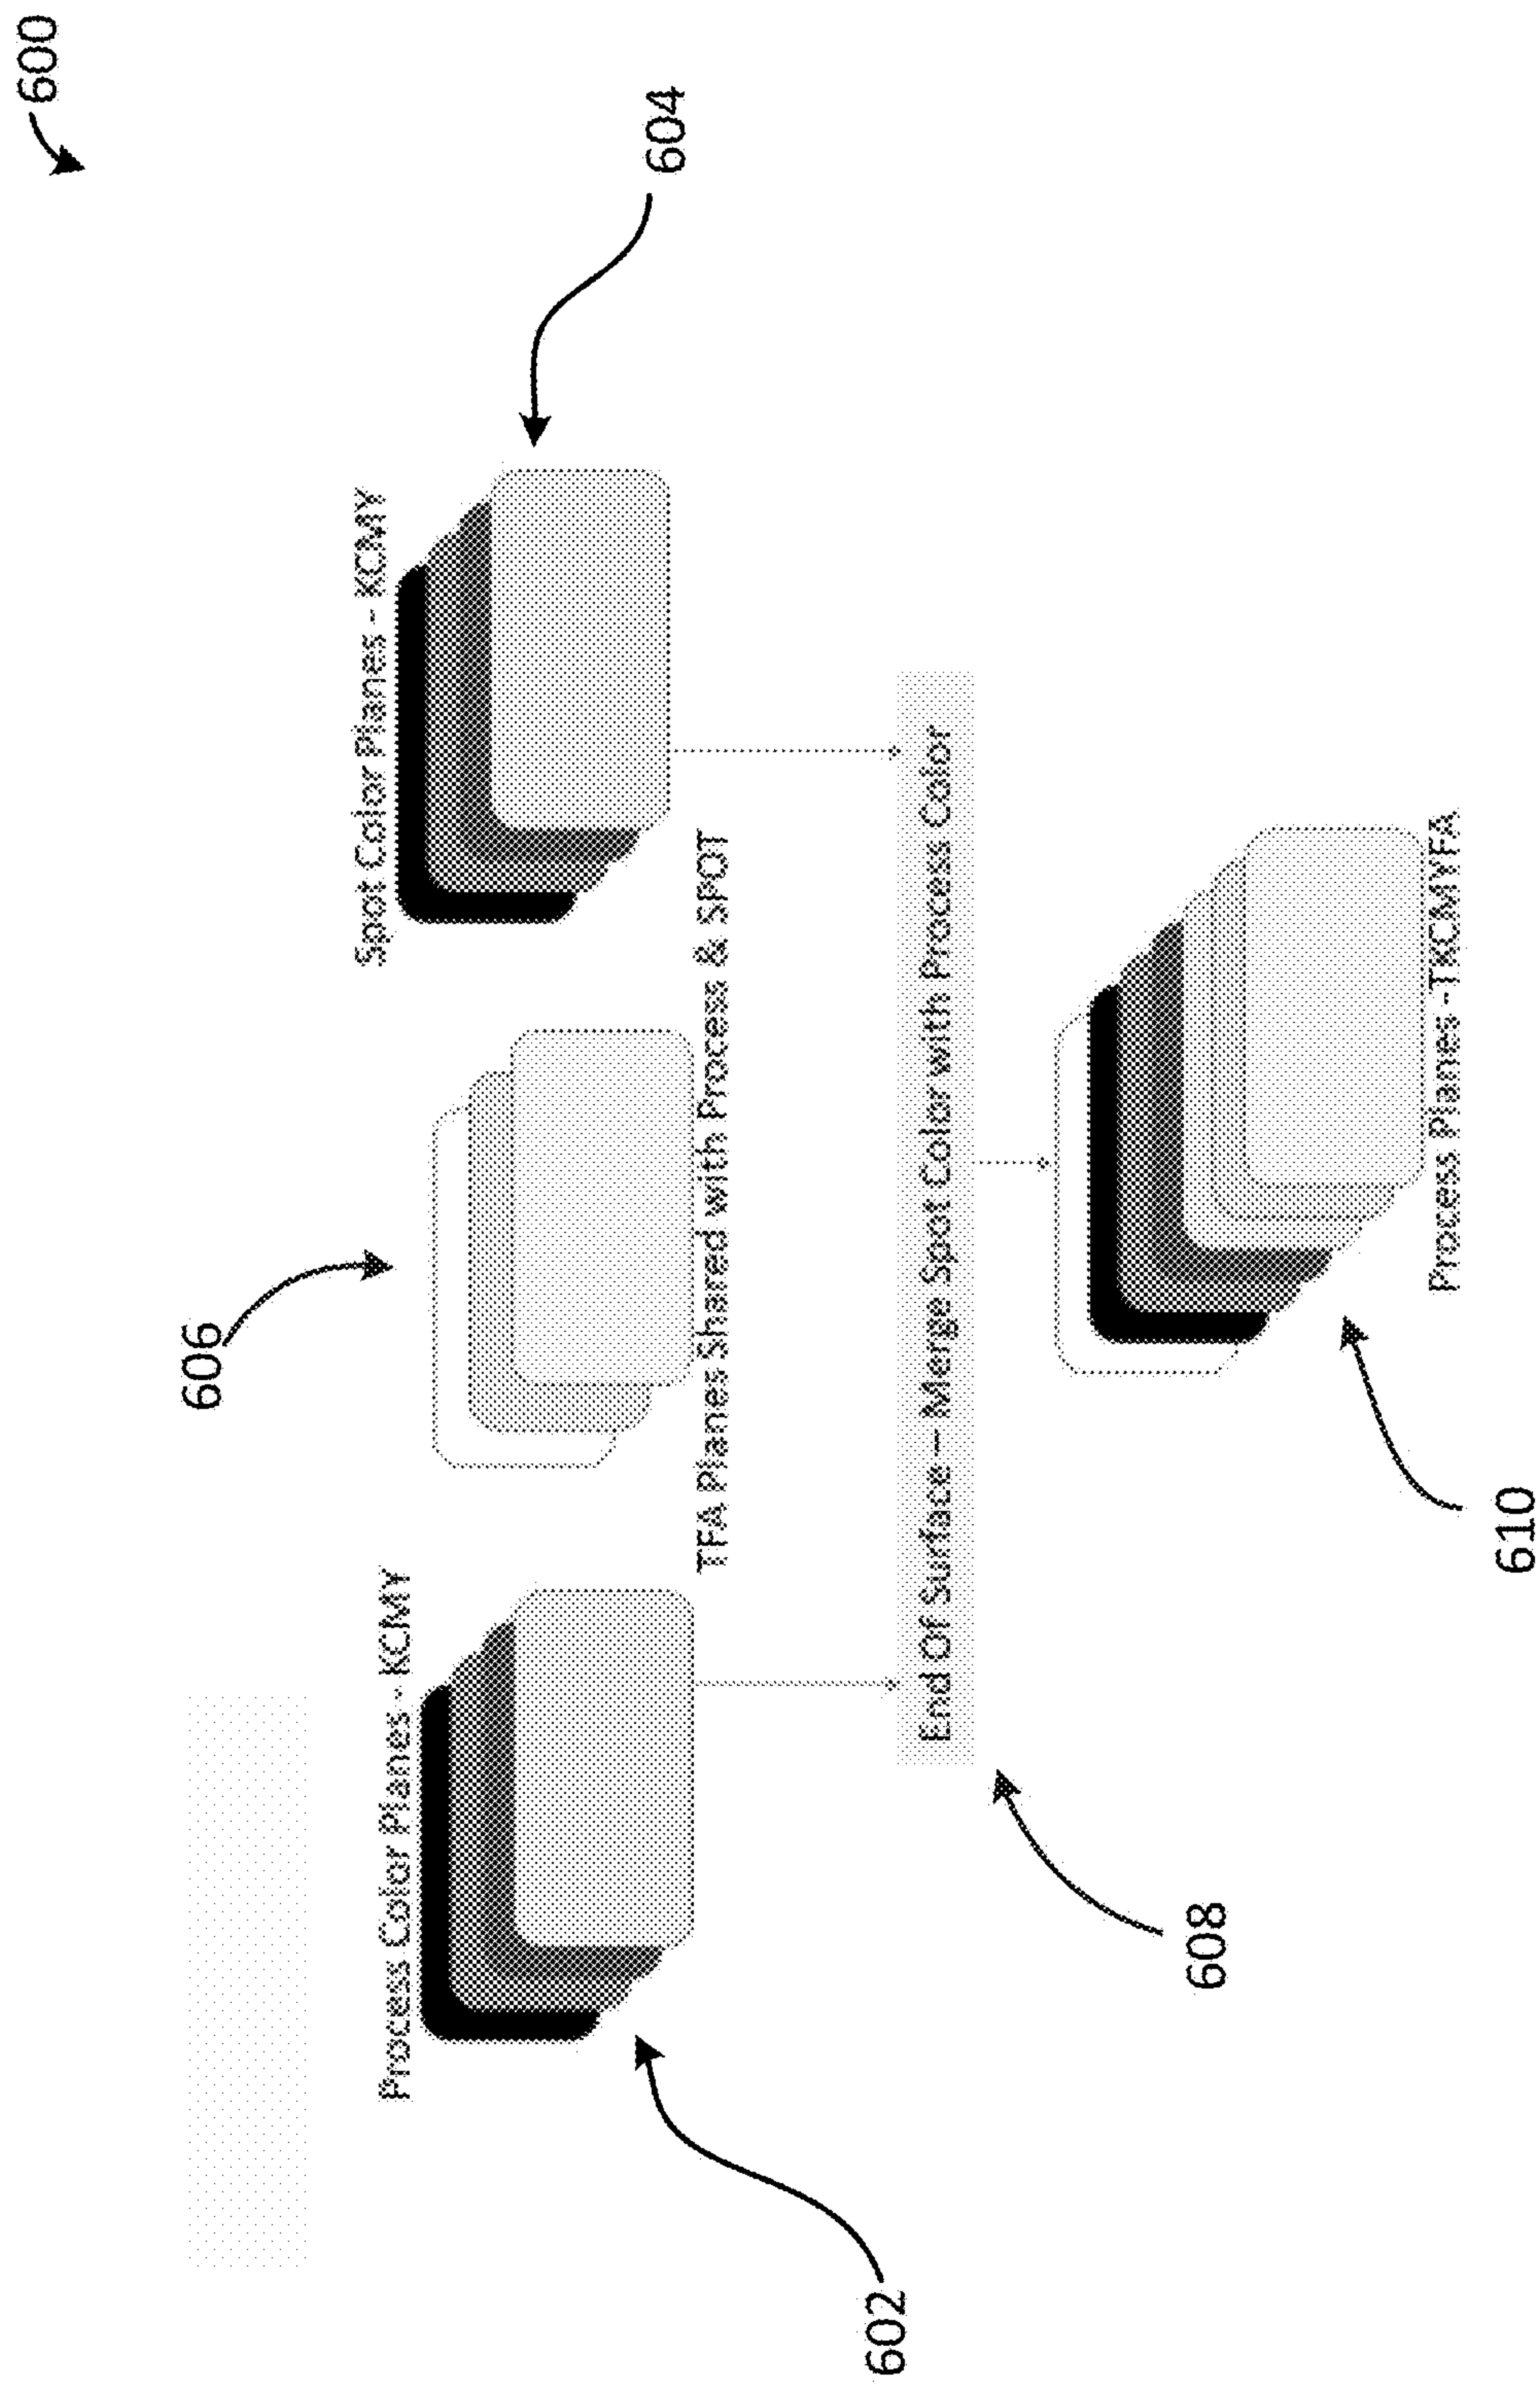 600
Spot Color Planes - KCMY
604
606
TFA Planes Shared with Process & SPOT
Process Color Planes - KCMY
602
End Of Surface – Merge Spot Color with Process Color
608
Process Planes -TKCMYFA
610